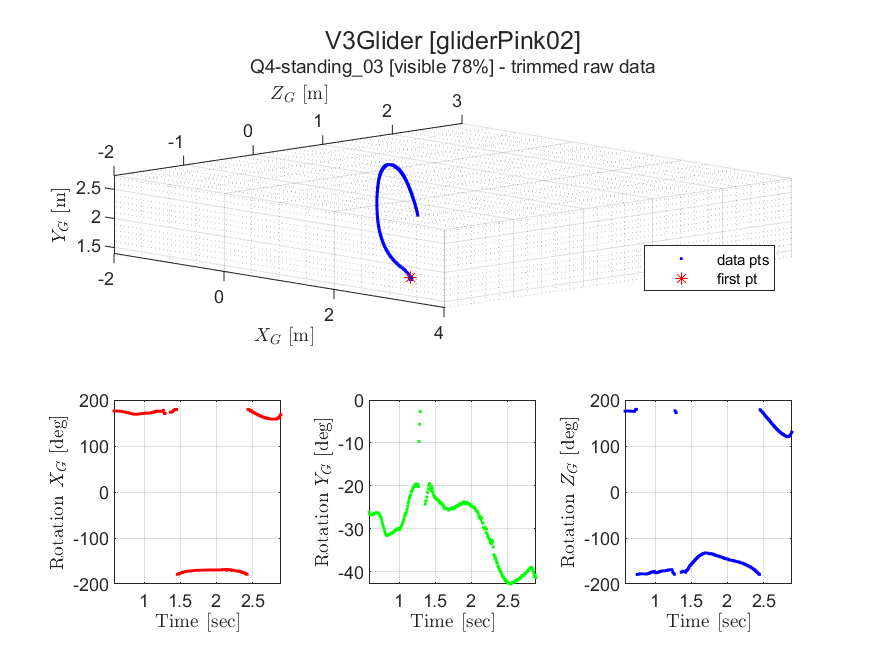 V3Glider [gliderPink02]
Q4-standing_03 [visible 78%] - trimmed raw data
Z_G [m]
-2 -1 0 1 2 3
Y_G [m]
2.5
2
1.5
-2 0 2 4
X_G [m]
data pts
first pt
Rotation X_G [deg]
200
100
0
-100
-200
1 1.5 2 2.5
Time [sec]
Rotation Y_G [deg]
0
-10
-20
-30
-40
1 1.5 2 2.5
Time [sec]
Rotation Z_G [deg]
200
100
0
-100
-200
1 1.5 2 2.5
Time [sec]